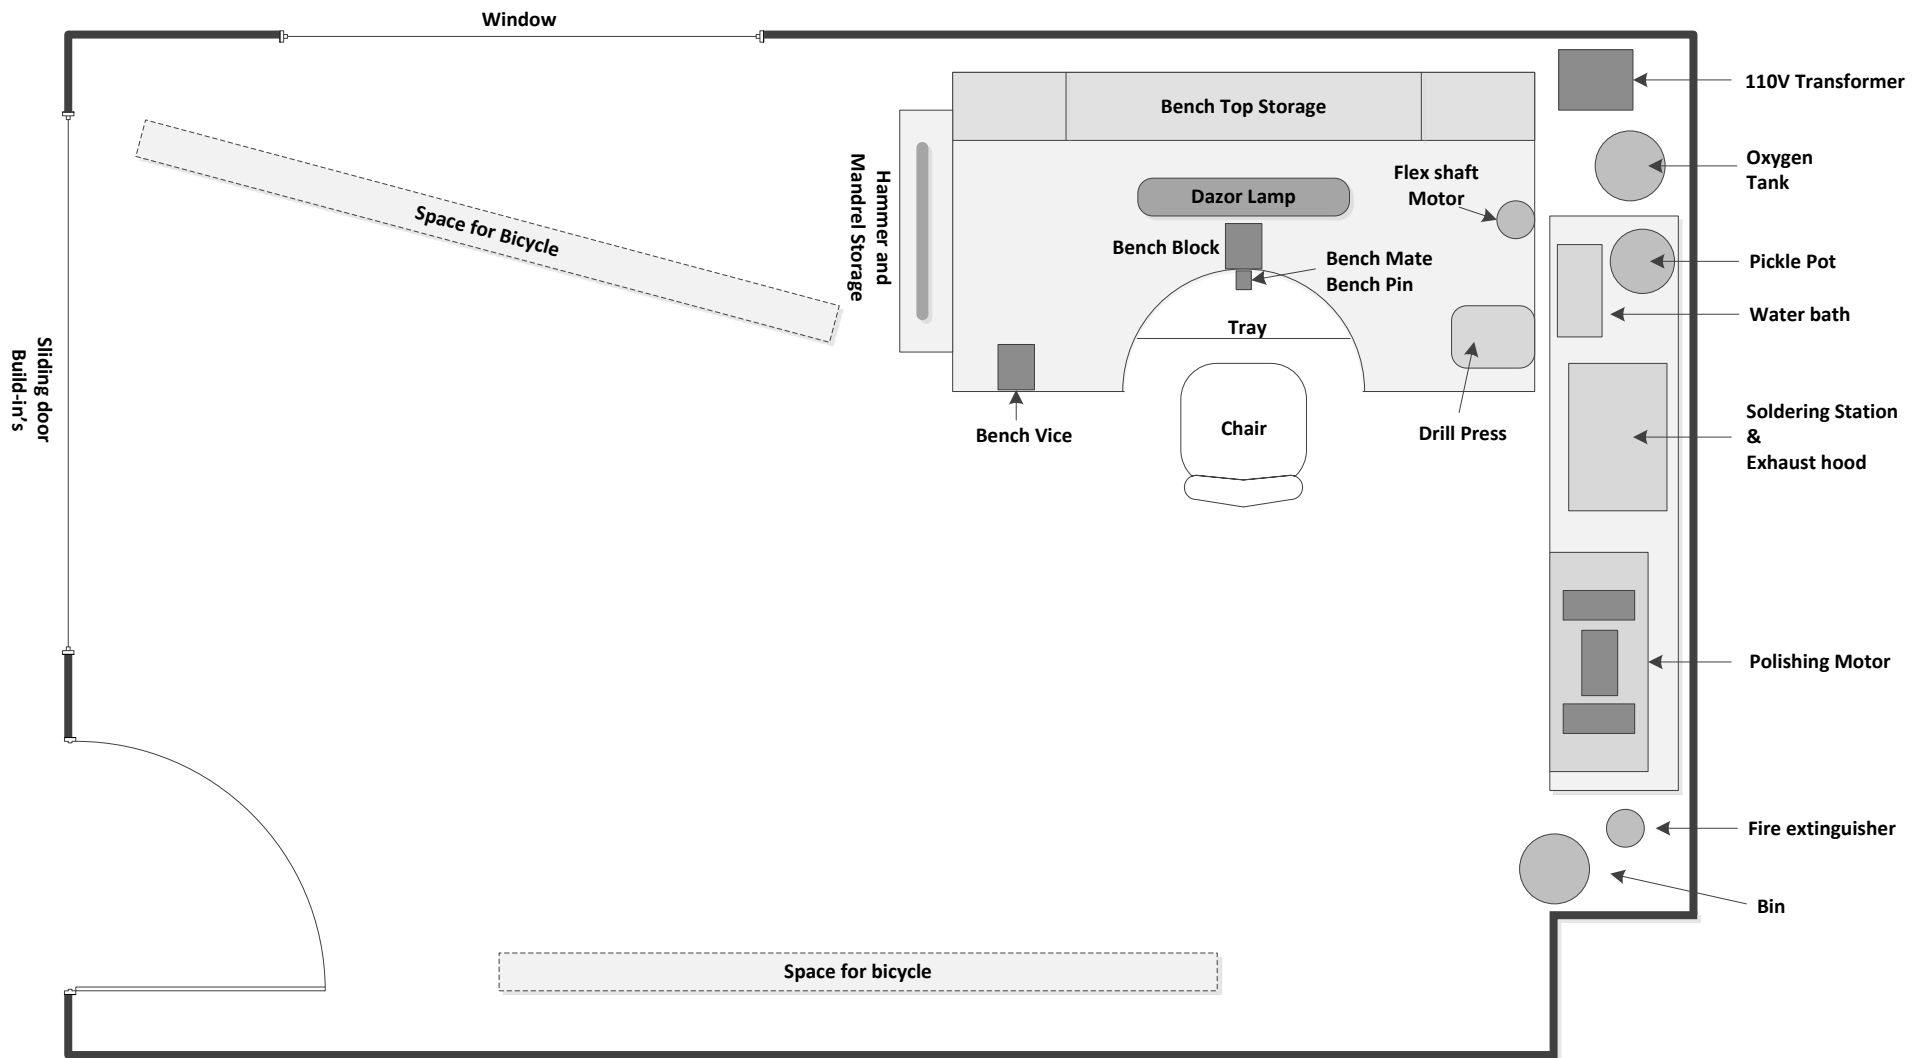 Window
110V Transformer
Bench Top Storage
Oxygen
Tank
Hammer and
Mandrel Storage
Flex shaft
Motor
Dazor Lamp
Space for Bicycle
Bench Block
Bench Mate
Bench Pin
Pickle Pot
Water bath
Tray
Sliding door
Build-in's
Bench Vice
Chair
Drill Press
Soldering Station
&
Exhaust hood
Polishing Motor
Fire extinguisher
Bin
Space for bicycle